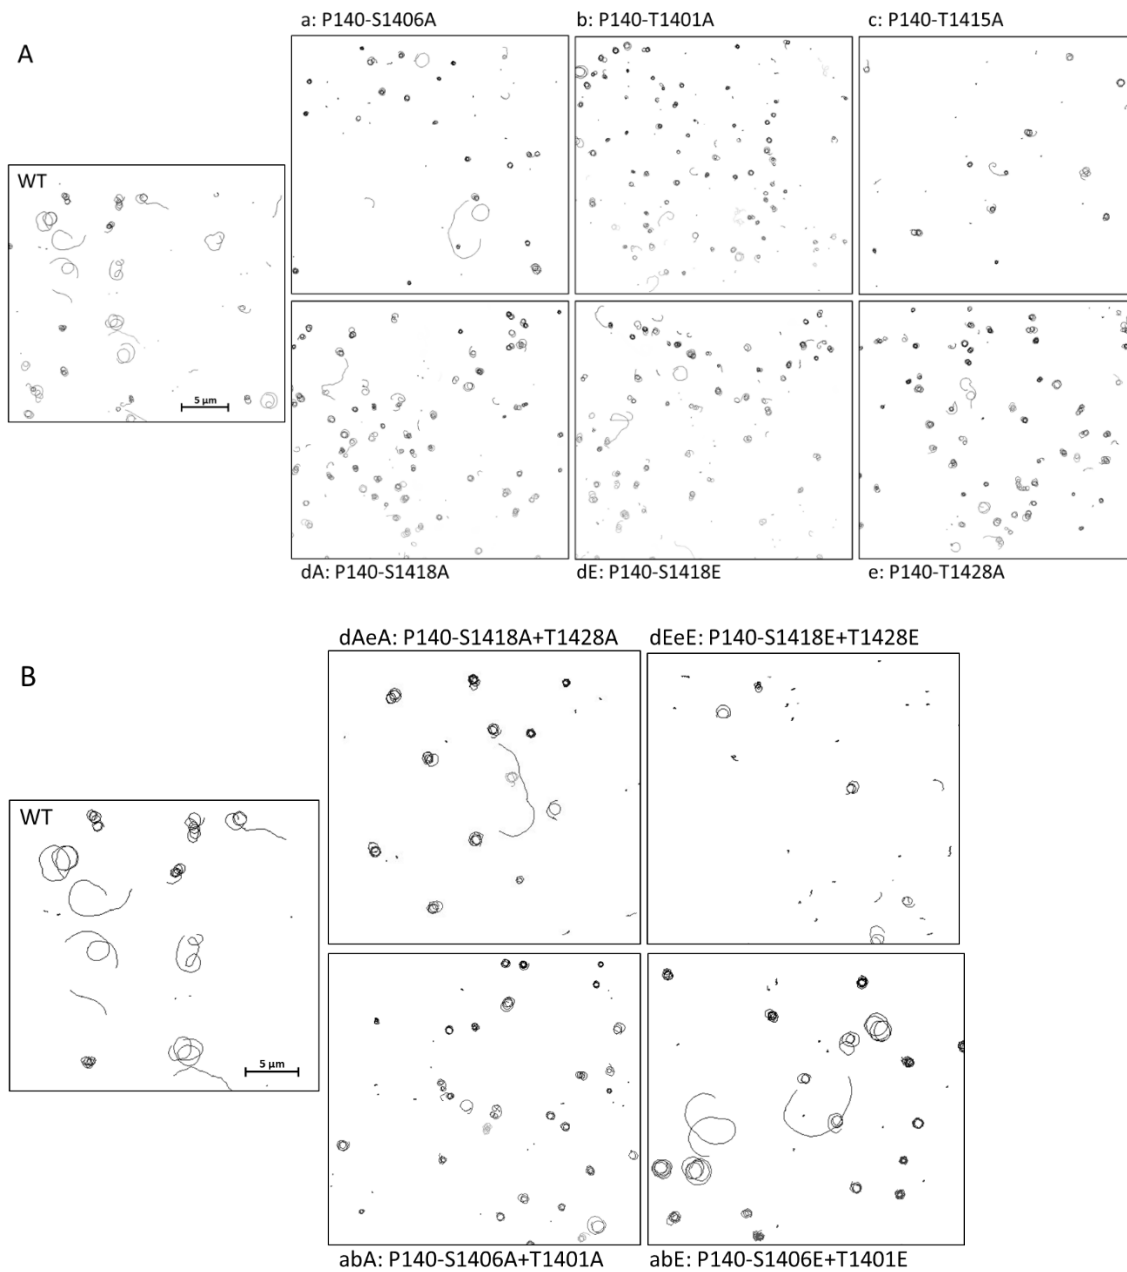 A
a: P140-S1406A
b: P140-T1401A
c: P140-T1415A
WT
5 µm
dA: P140-S1418A
dE: P140-S1418E
e: P140-T1428A
B
dAeA: P140-S1418A+T1428A
dEeE: P140-S1418E+T1428E
WT
5 µm
abA: P140-S1406A+T1401A
abE: P140-S1406E+T1401E